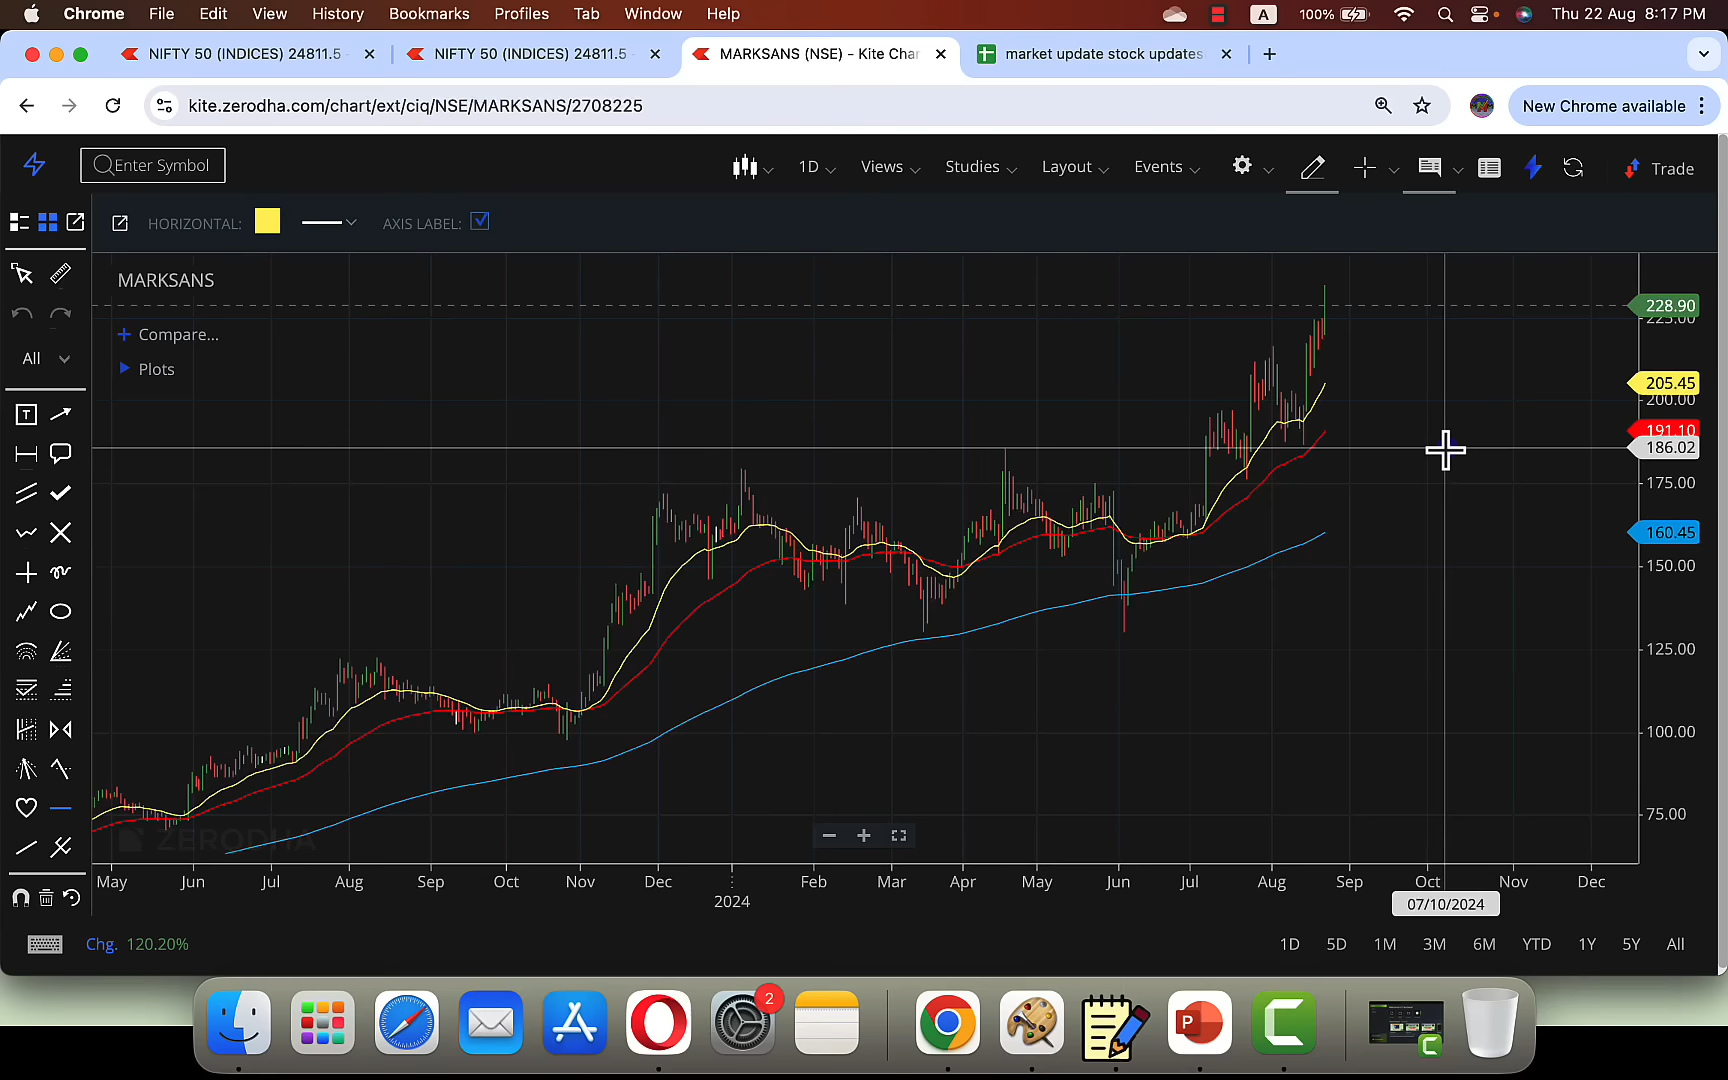 Chrome File Edit View History Bookmarks Profiles Tab Window Help A 100% Thu 22 Aug 8:17 PM
NIFTY 50 (INDICES) 24811.5 NIFTY 50 (INDICES) 24811.5 MARKSANS (NSE) – Kite Char market update stock updates
kite.zerodha.com/chart/ext/ciq/NSE/MARKSANS/2708225 New Chrome available
Enter Symbol 1D Views Studies Layout Events Trade
HORIZONTAL: AXIS LABEL:
MARKSANS
228.90
225.00
Compare...
All
Plots
205.45
200.00
T
191.10
186.02
175.00
160.45
150.00
125.00
100.00
75.00
ZERODHA
May Jun Jul Aug Sep Oct Nov Dec Feb Mar Apr May Jun Jul Aug Sep Oct Nov Dec
2024
07/10/2024
Chg. 120.20% 1D 5D 1M 3M 6M YTD 1Y 5Y All
2
P
C